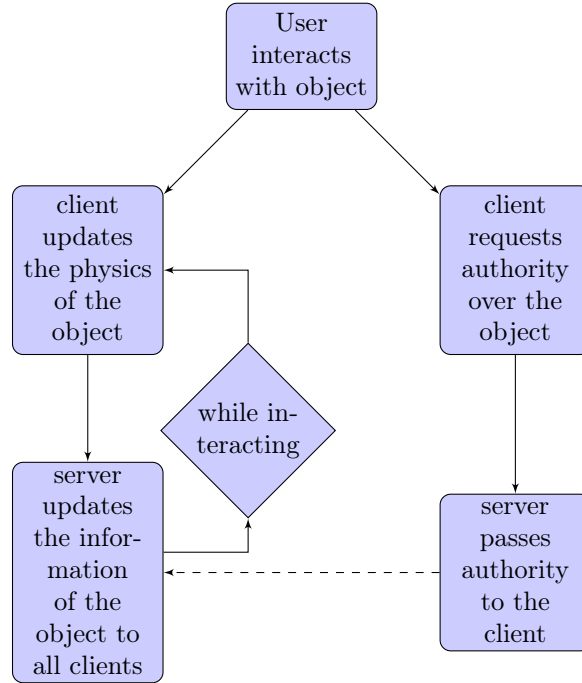 User
interacts
with object
client
updates
the physics
of the
object
client
requests
authority
over the
object
while in-
teracting
server
updates
the infor-
mation
of the
object to
all clients
server
passes
authority
to the
client